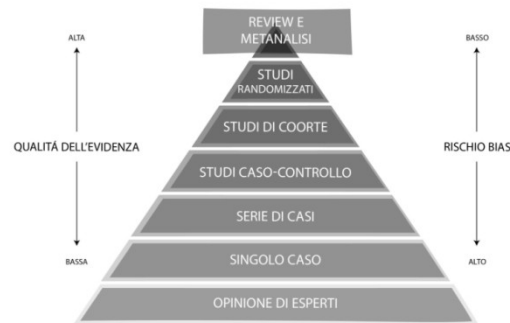 REVIEW E
METANALISI
ALTA
BASSO
STUDI
RANDOMIZZATI
STUDI DI COORTE
QUALITÁ DELL'EVIDENZA
RISCHIO BIAS
STUDI CASO-CONTROLLO
SERIE DI CASI
BASSA
SINGOLO CASO
ALTO
OPINIONE DI ESPERTI